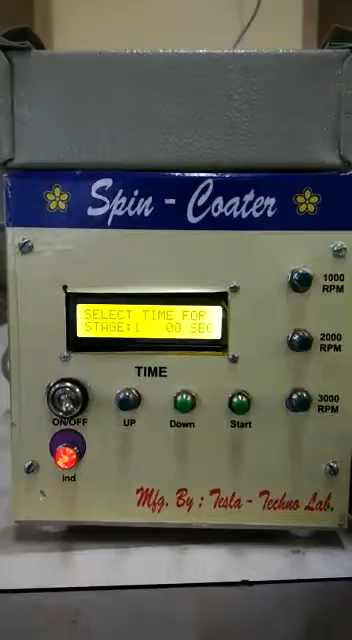 Spin - Coater
1000
RPM
SELECT TIME FOR
STAGE:1 00 SEC
2000
RPM
TIME
3000
RPM
ON/OFF
UP
Down
Start
Ind
Mfg. By : Tesla - Techno Lab.